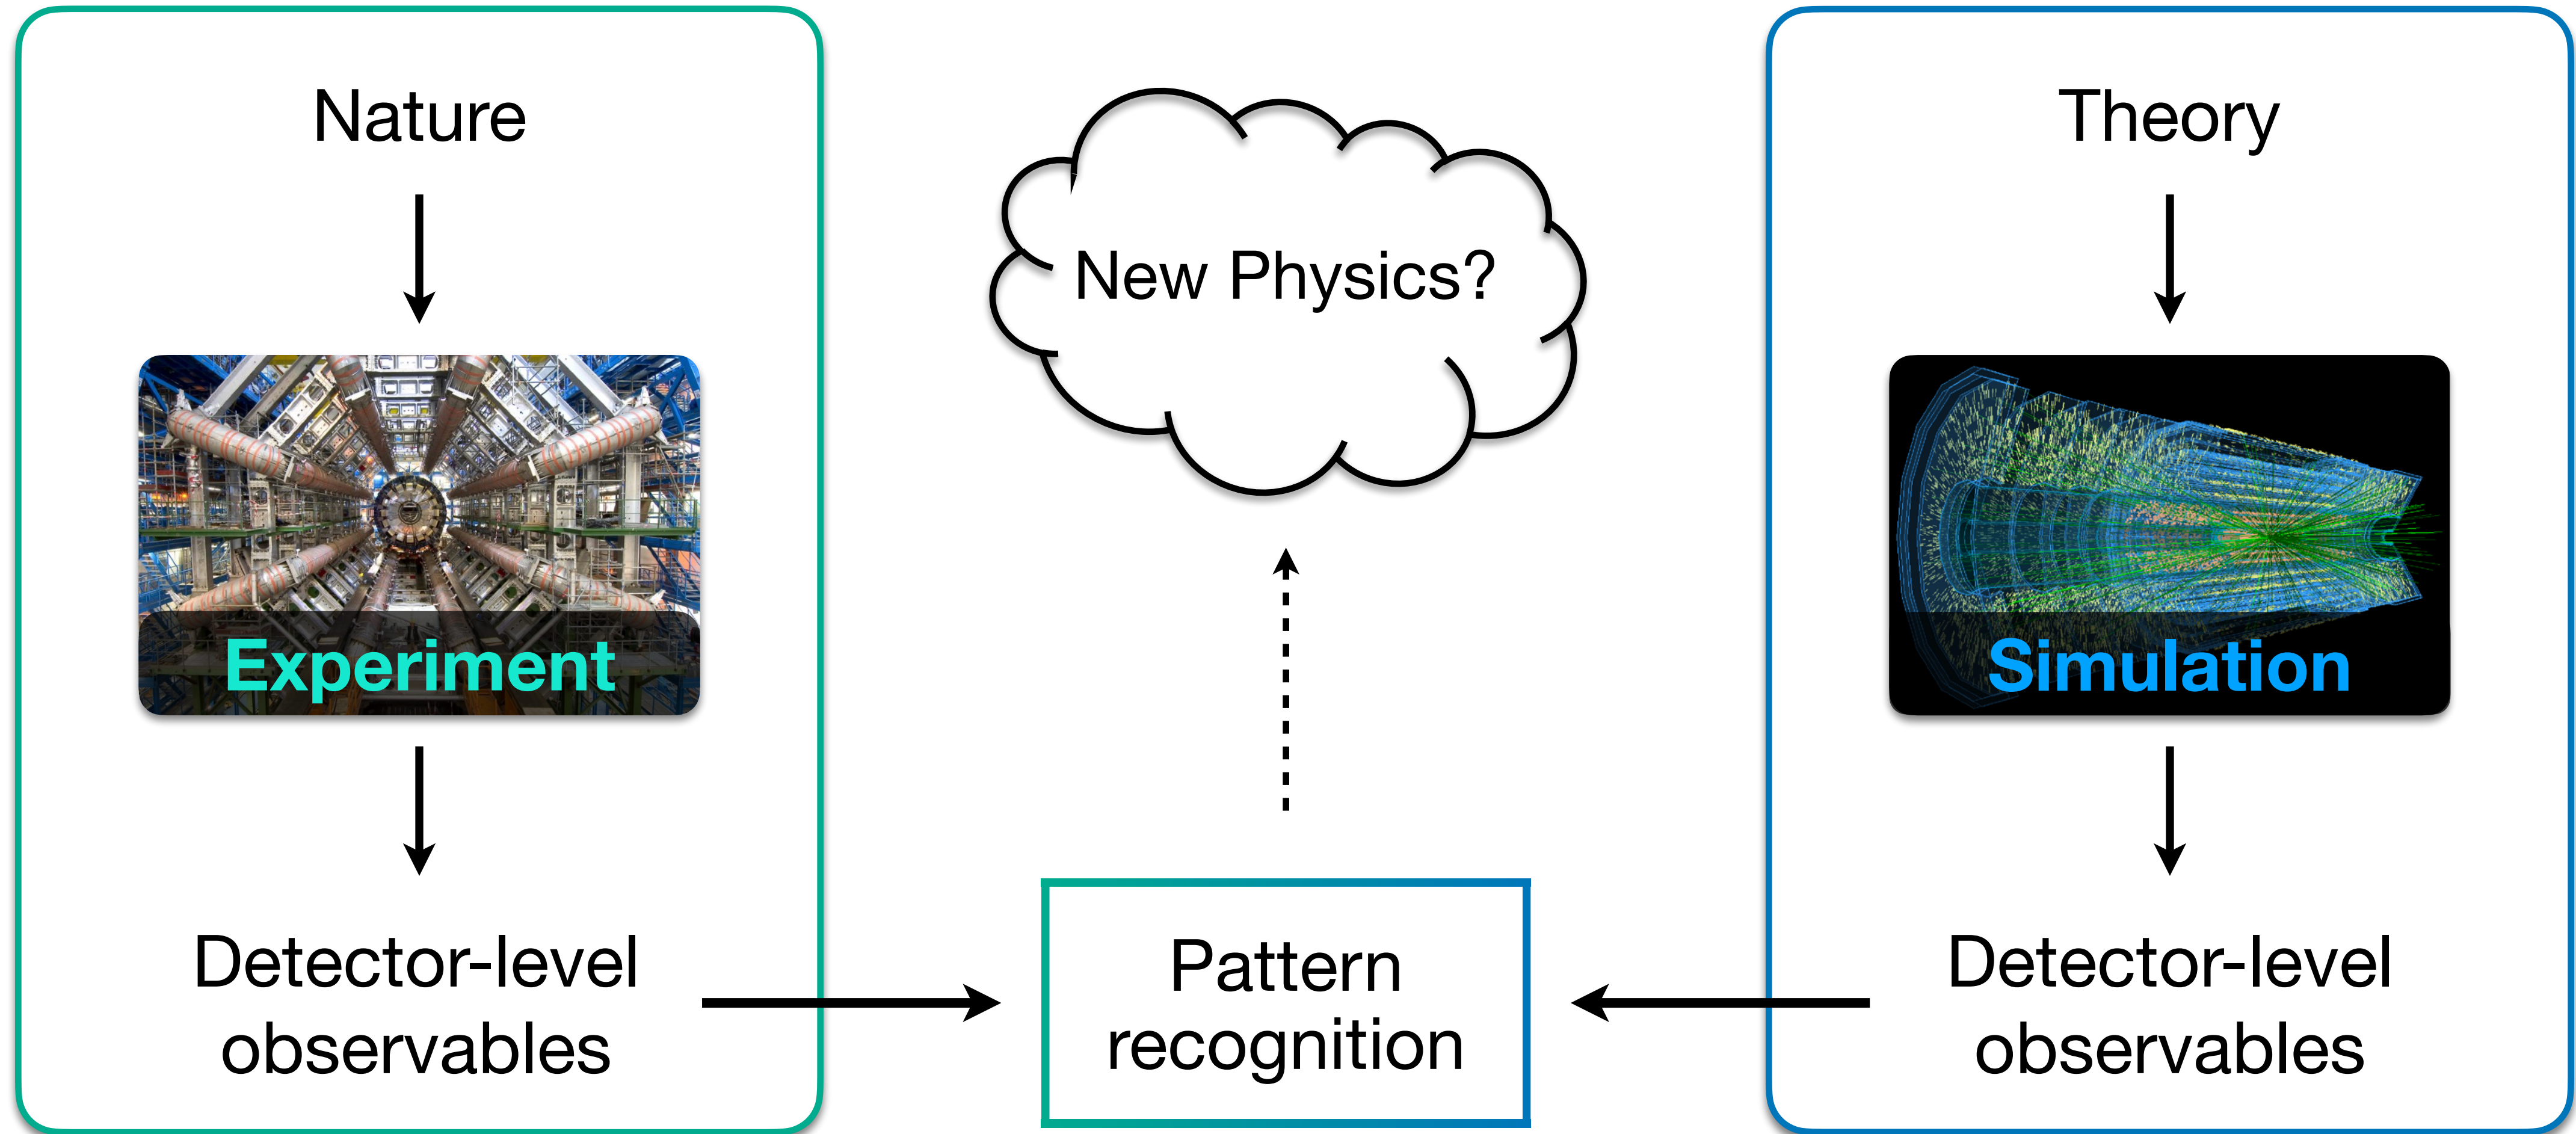 Nature
Experiment
Detector-level
observables
New Physics?
Pattern
recognition
Theory
Simulation
Detector-level
observables